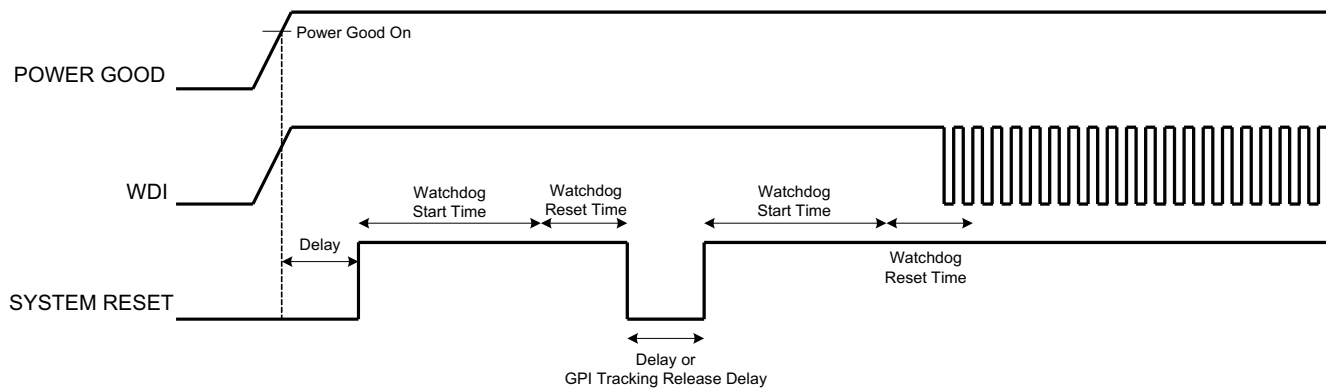 Power Good On
POWER GOOD
WDI
Watchdog
Start Time
Watchdog
Reset Time
Watchdog
Start Time
Delay
Watchdog
Reset Time
SYSTEM RESET
Delay or
GPI Tracking Release Delay